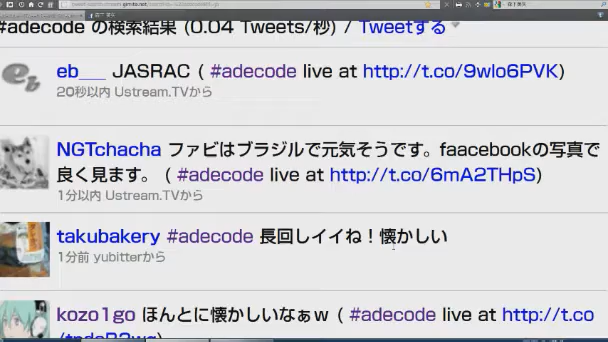 #adecode の検索結果 (0.04 Tweets/秒) / Tweetする
eb___ JASRAC ( #adecode live at http://t.co/9wlo6PVK)
20秒以内 Ustream.TVから
NGTchacha ファビはブラジルで元気そうです。faacebookの写真で
良く見ます。 ( #adecode live at http://t.co/6mA2THpS)
1分以内 Ustream.TVから
takubakery #adecode 長回しイイね！懐かしい
1分前 yubitterから
kozo1go ほんとに懐かしいなぁｗ ( #adecode live at http://t.co